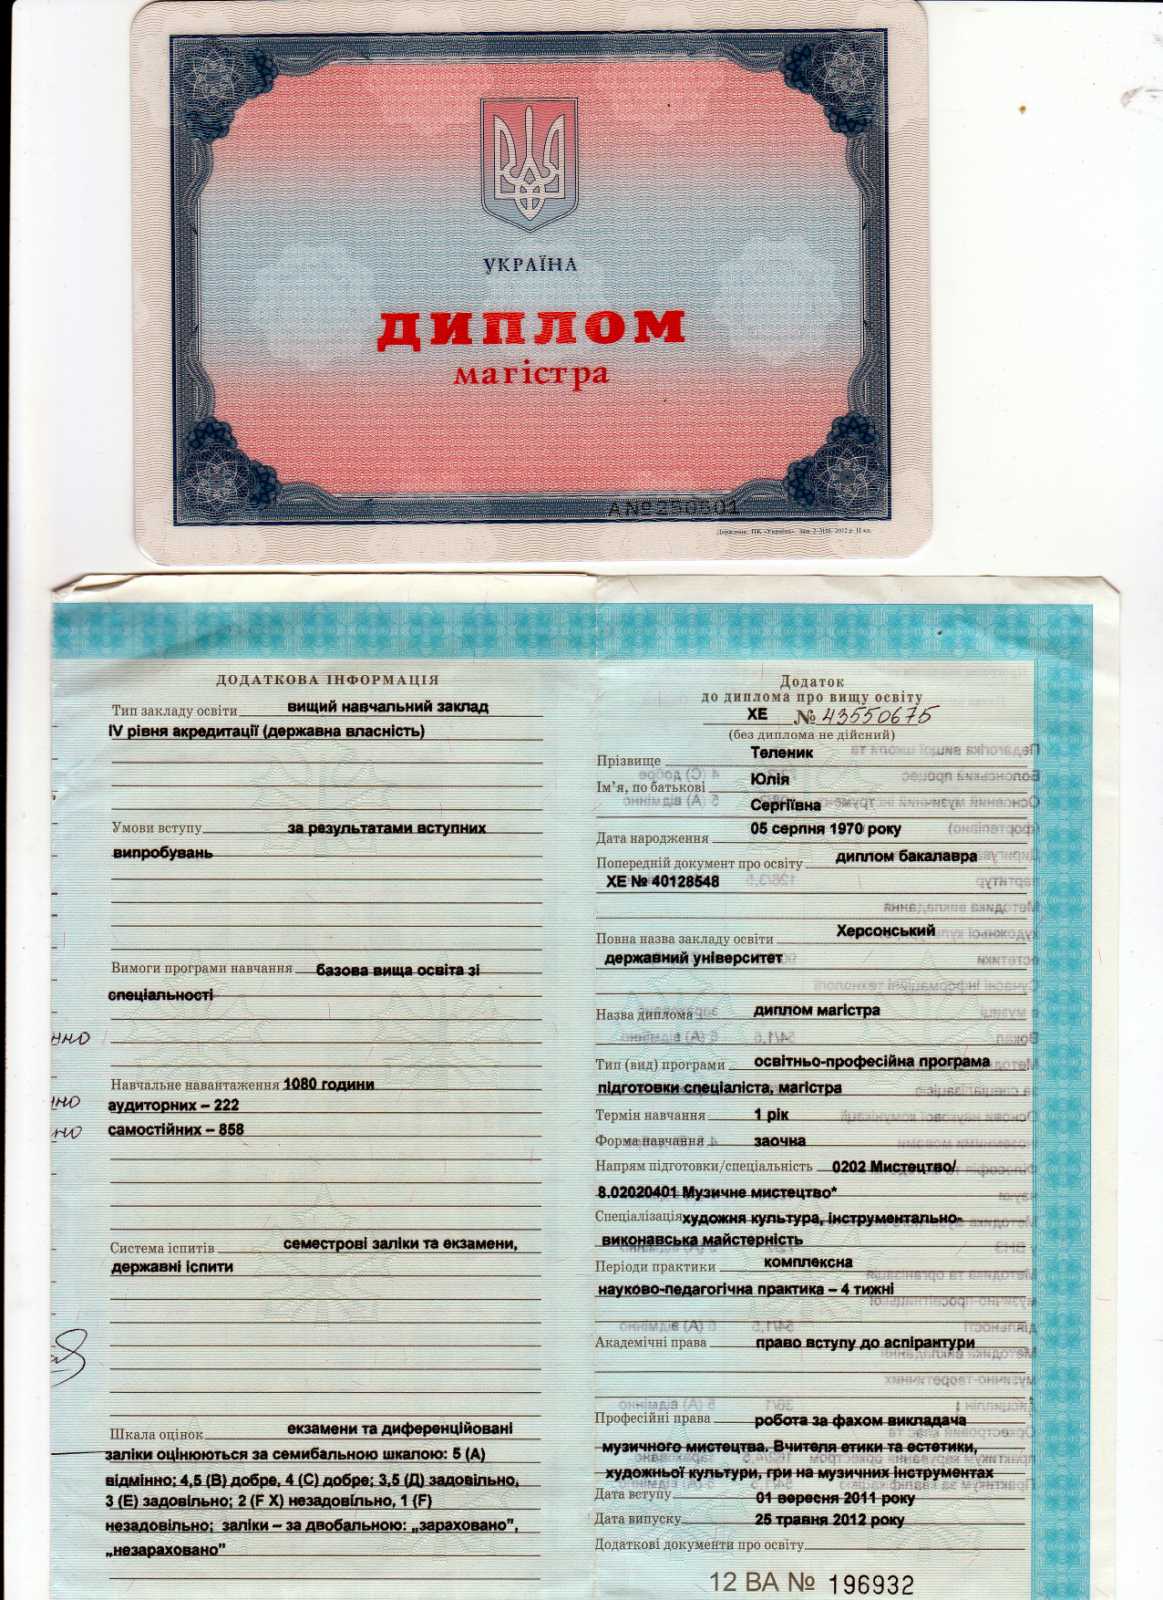 УКРАЇНА
ДИПЛОМ
магістра
А№250601
ДОДАТКОВА ІНФОРМАЦІЯ
Тип закладу освіти вищий навчальний заклад
IV рівня акредитації (державна власність)
Умови вступу за результатами вступних
випробувань
Вимоги програми навчання базова вища освіта зі
спеціальності
Навчальне навантаження 1080 години
аудиторних – 222
самостійних – 858
Система іспитів семестрові заліки та екзамени,
державні іспити
Шкала оцінок екзамени та диференційовані
заліки оцінюються за семибальною шкалою: 5 (А)
відмінно; 4,5 (В) добре, 4 (С) добре; 3,5 (Д) задовільно,
3 (Е) задовільно; 2 (F X) незадовільно, 1 (F)
незадовільно; заліки – за двобальною: „зараховано”,
„незараховано”
Додаток
до диплома про вищу освіту
ХЕ № 43550675
(без диплома не дійсний)
Прізвище Теленик
Ім’я, по батькові Юлія
Сергіївна
Дата народження 05 серпня 1970 року
Попередній документ про освіту диплом бакалавра
ХЕ № 40128548
Повна назва закладу освіти Херсонський
державний університет
Назва диплома диплом магістра
Тип (вид) програми освітньо-професійна програма
підготовки спеціаліста, магістра
Термін навчання 1 рік
Форма навчання заочна
Напрям підготовки/спеціальність 0202 Мистецтво/
8.02020401 Музичне мистецтво*
Спеціалізація художня культура, інструментально-
виконавська майстерність
Періоди практики комплексна
науково-педагогічна практика – 4 тижні
Академічні права право вступу до аспірантури
Професійні права робота за фахом викладача
музичного мистецтва. Вчителя етики та естетики,
художньої культури, гри на музичних інструментах
Дата вступу 01 вересня 2011 року
Дата випуску 25 травня 2012 року
Додаткові документи про освіту
12 ВА № 196932